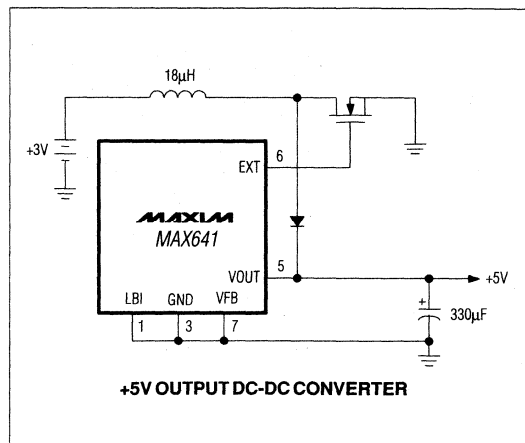 18µH
+3V
EXT
6
MAXIM
MAX641
VOUT
5
+5V
LBI
GND
VFB
1
3
7
+
330µF
+5V OUTPUT DC-DC CONVERTER